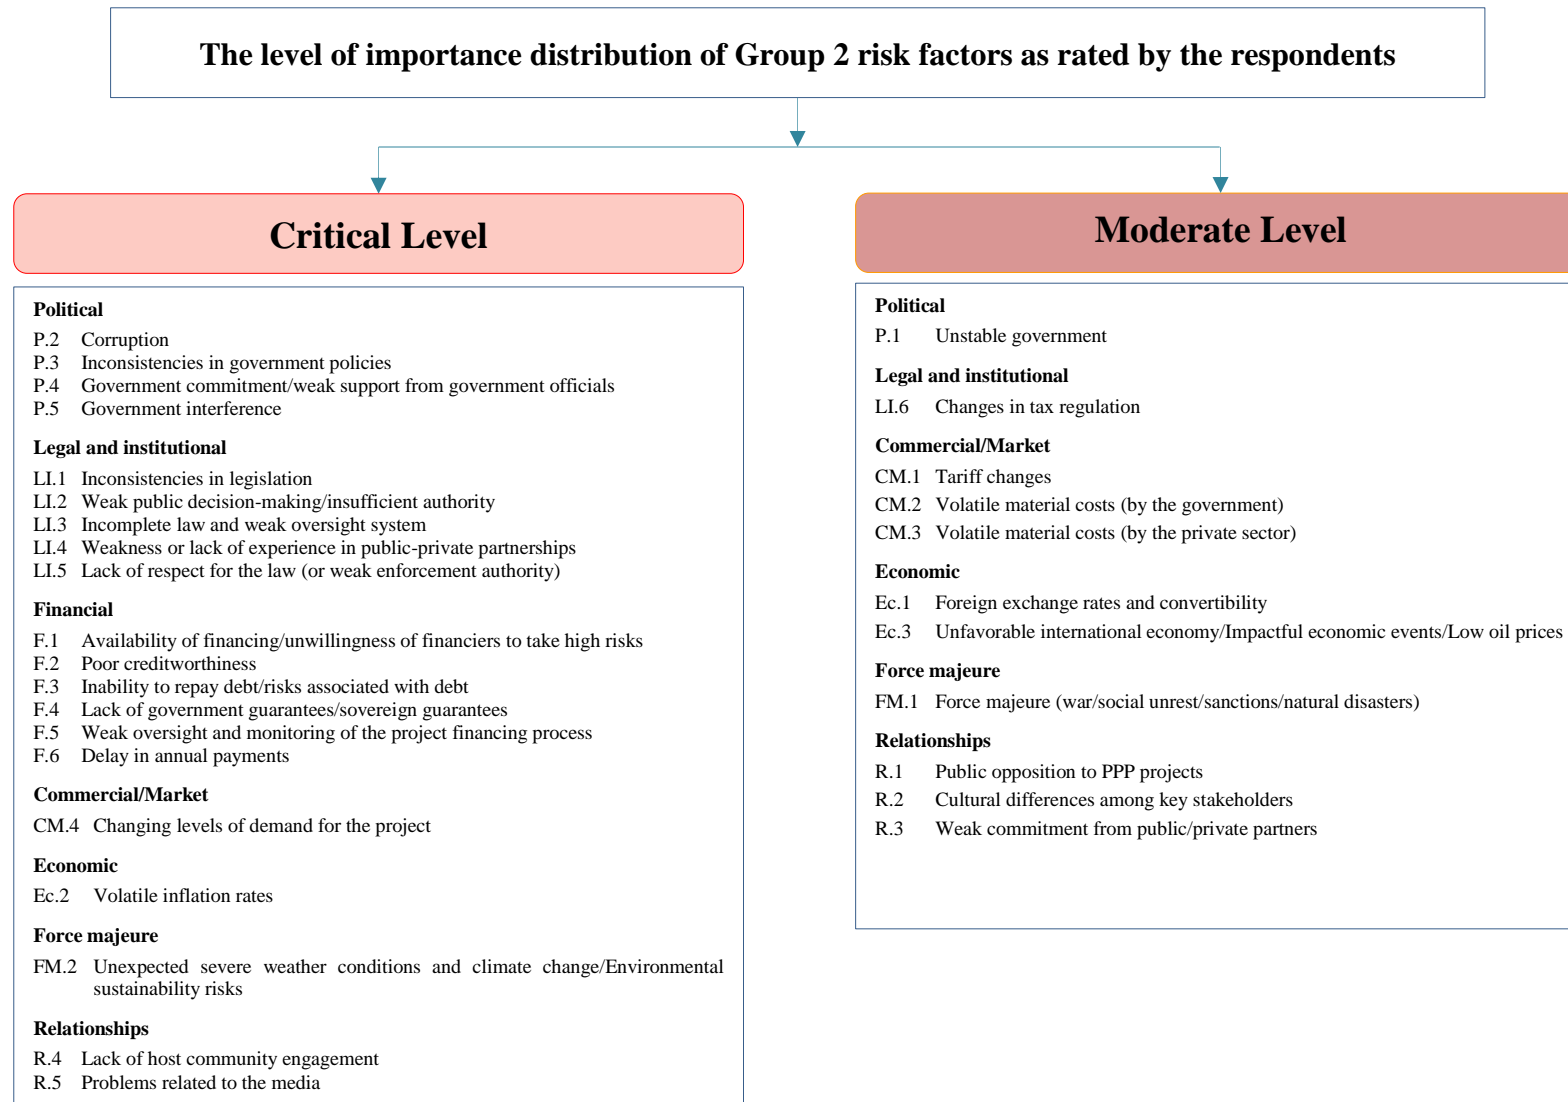 The level of importance distribution of Group 2 risk factors as rated by the respondents
Critical Level
Political
P.2 Corruption
P.3 Inconsistencies in government policies
P.4 Government commitment/weak support from government officials
P.5 Government interference
Legal and institutional
LI.1 Inconsistencies in legislation
LI.2 Weak public decision-making/insufficient authority
LI.3 Incomplete law and weak oversight system
LI.4 Weakness or lack of experience in public-private partnerships
LI.5 Lack of respect for the law (or weak enforcement authority)
Financial
F.1 Availability of financing/unwillingness of financiers to take high risks
F.2 Poor creditworthiness
F.3 Inability to repay debt/risks associated with debt
F.4 Lack of government guarantees/sovereign guarantees
F.5 Weak oversight and monitoring of the project financing process
F.6 Delay in annual payments
Commercial/Market
CM.4 Changing levels of demand for the project
Economic
Ec.2 Volatile inflation rates
Force majeure
FM.2 Unexpected severe weather conditions and climate change/Environmental
sustainability risks
Relationships
R.4 Lack of host community engagement
R.5 Problems related to the media
Moderate Level
Political
P.1 Unstable government
Legal and institutional
LI.6 Changes in tax regulation
Commercial/Market
CM.1 Tariff changes
CM.2 Volatile material costs (by the government)
CM.3 Volatile material costs (by the private sector)
Economic
Ec.1 Foreign exchange rates and convertibility
Ec.3 Unfavorable international economy/Impactful economic events/Low oil prices
Force majeure
FM.1 Force majeure (war/social unrest/sanctions/natural disasters)
Relationships
R.1 Public opposition to PPP projects
R.2 Cultural differences among key stakeholders
R.3 Weak commitment from public/private partners